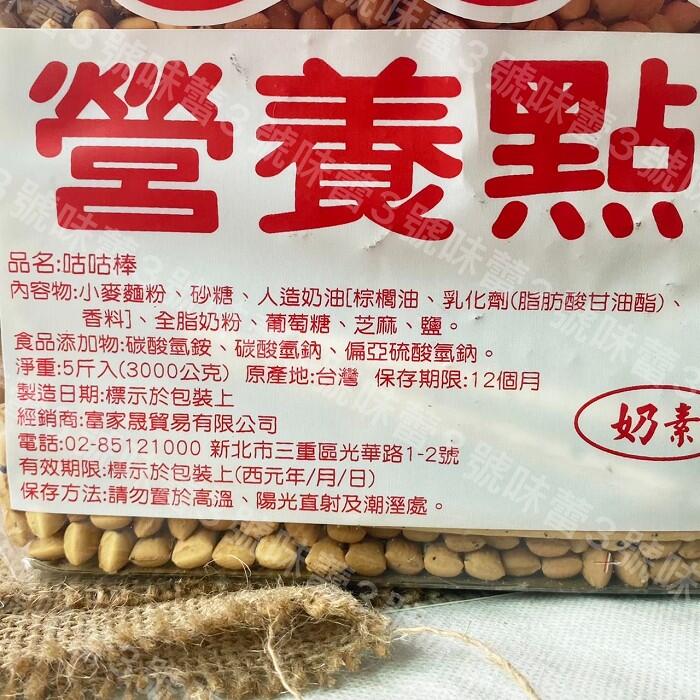 營養點
品名:咕咕棒
內容物:小麥麵粉、砂糖、人造奶油[棕櫚油、乳化劑(脂肪酸甘油酯)、
香料]、全脂奶粉、葡萄糖、芝麻、鹽。
食品添加物:碳酸氫銨、碳酸氫鈉、偏亞硫酸氫鈉。
淨重:5斤入(3000公克) 原產地:台灣 保存期限:12個月
製造日期:標示於包裝上
經銷商:富家晟貿易有限公司
奶素
電話:02-85121000 新北市三重區光華路1-2號
有效期限:標示於包裝上(西元年/月/日)
保存方法:請勿置於高溫、陽光直射及潮溼處。
3號味蕾